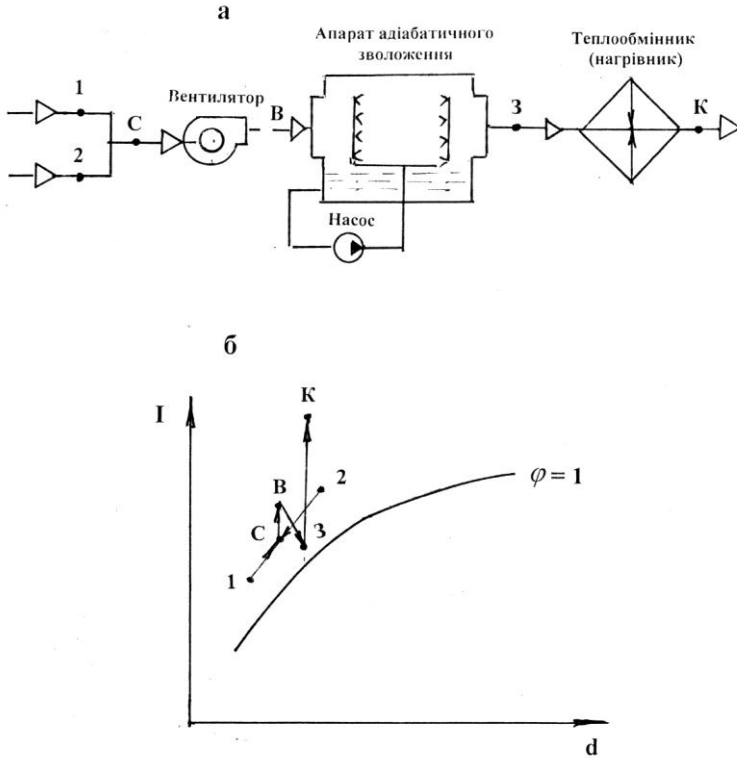 а
Апарат адіабатичного
зволоження
Теплообмінник
(нагрівник)
1
Вентилятор
С
В
З
К
2
Насос
б
К
I
2
φ = 1
В
С
З
1
d